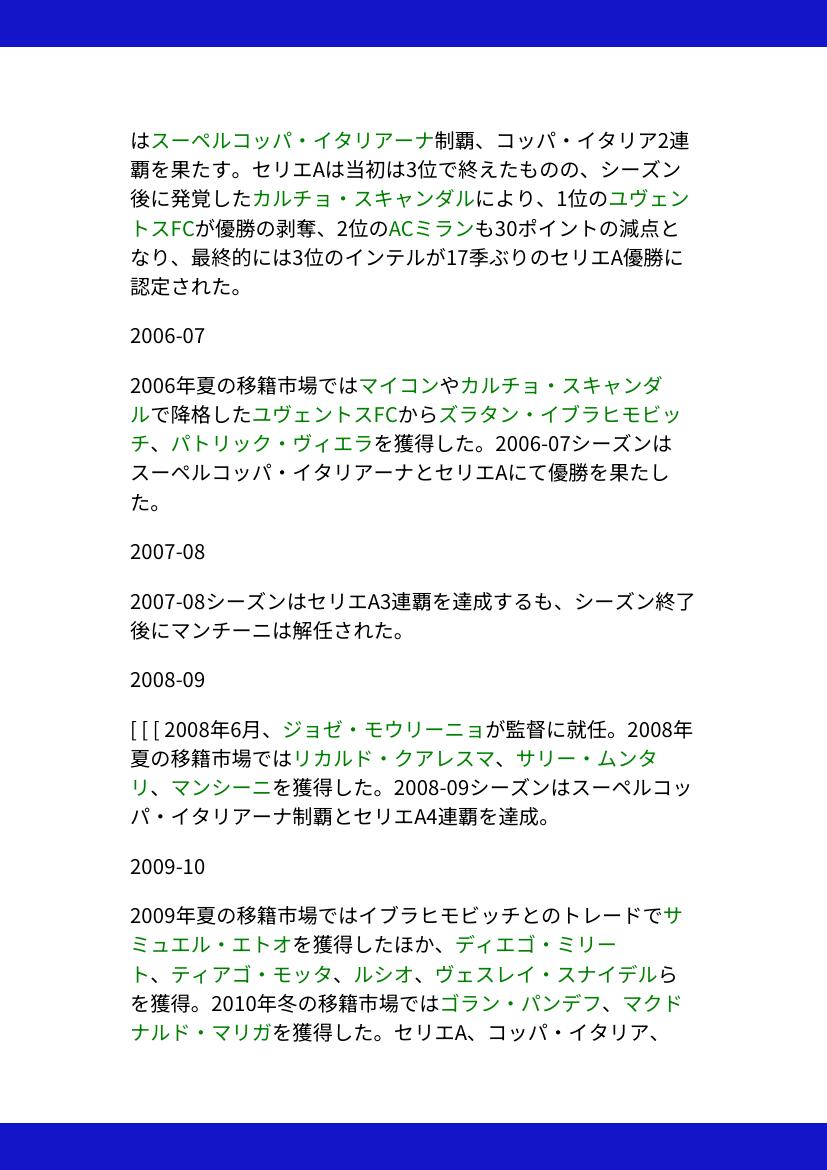 はスーペルコッパ・イタリアーナ制覇、コッパ・イタリア2連
覇を果たす。セリエAは当初は3位で終えたものの、シーズン
後に発覚したカルチョ・スキャンダルにより、1位のユヴェン
トスFCが優勝の剥奪、2位のACミランも30ポイントの減点と
なり、最終的には3位のインテルが17季ぶりのセリエA優勝に
認定された。
2006-07
2006年夏の移籍市場ではマイコンやカルチョ・スキャンダ
ルで降格したユヴェントスFCからズラタン・イブラヒモビッ
チ、パトリック・ヴィエラを獲得した。2006-07シーズンは
スーペルコッパ・イタリアーナとセリエAにて優勝を果たし
た。
2007-08
2007-08シーズンはセリエA3連覇を達成するも、シーズン終了
後にマンチーニは解任された。
2008-09
[ [ [ 2008年6月、ジョゼ・モウリーニョが監督に就任。2008年
夏の移籍市場ではリカルド・クアレスマ、サリー・ムンタ
リ、マンシーニを獲得した。2008-09シーズンはスーペルコッ
パ・イタリアーナ制覇とセリエA4連覇を達成。
2009-10
2009年夏の移籍市場ではイブラヒモビッチとのトレードでサ
ミュエル・エトオを獲得したほか、ディエゴ・ミリー
ト、ティアゴ・モッタ、ルシオ、ヴェスレイ・スナイデルら
を獲得。2010年冬の移籍市場ではゴラン・パンデフ、マクド
ナルド・マリガを獲得した。セリエA、コッパ・イタリア、